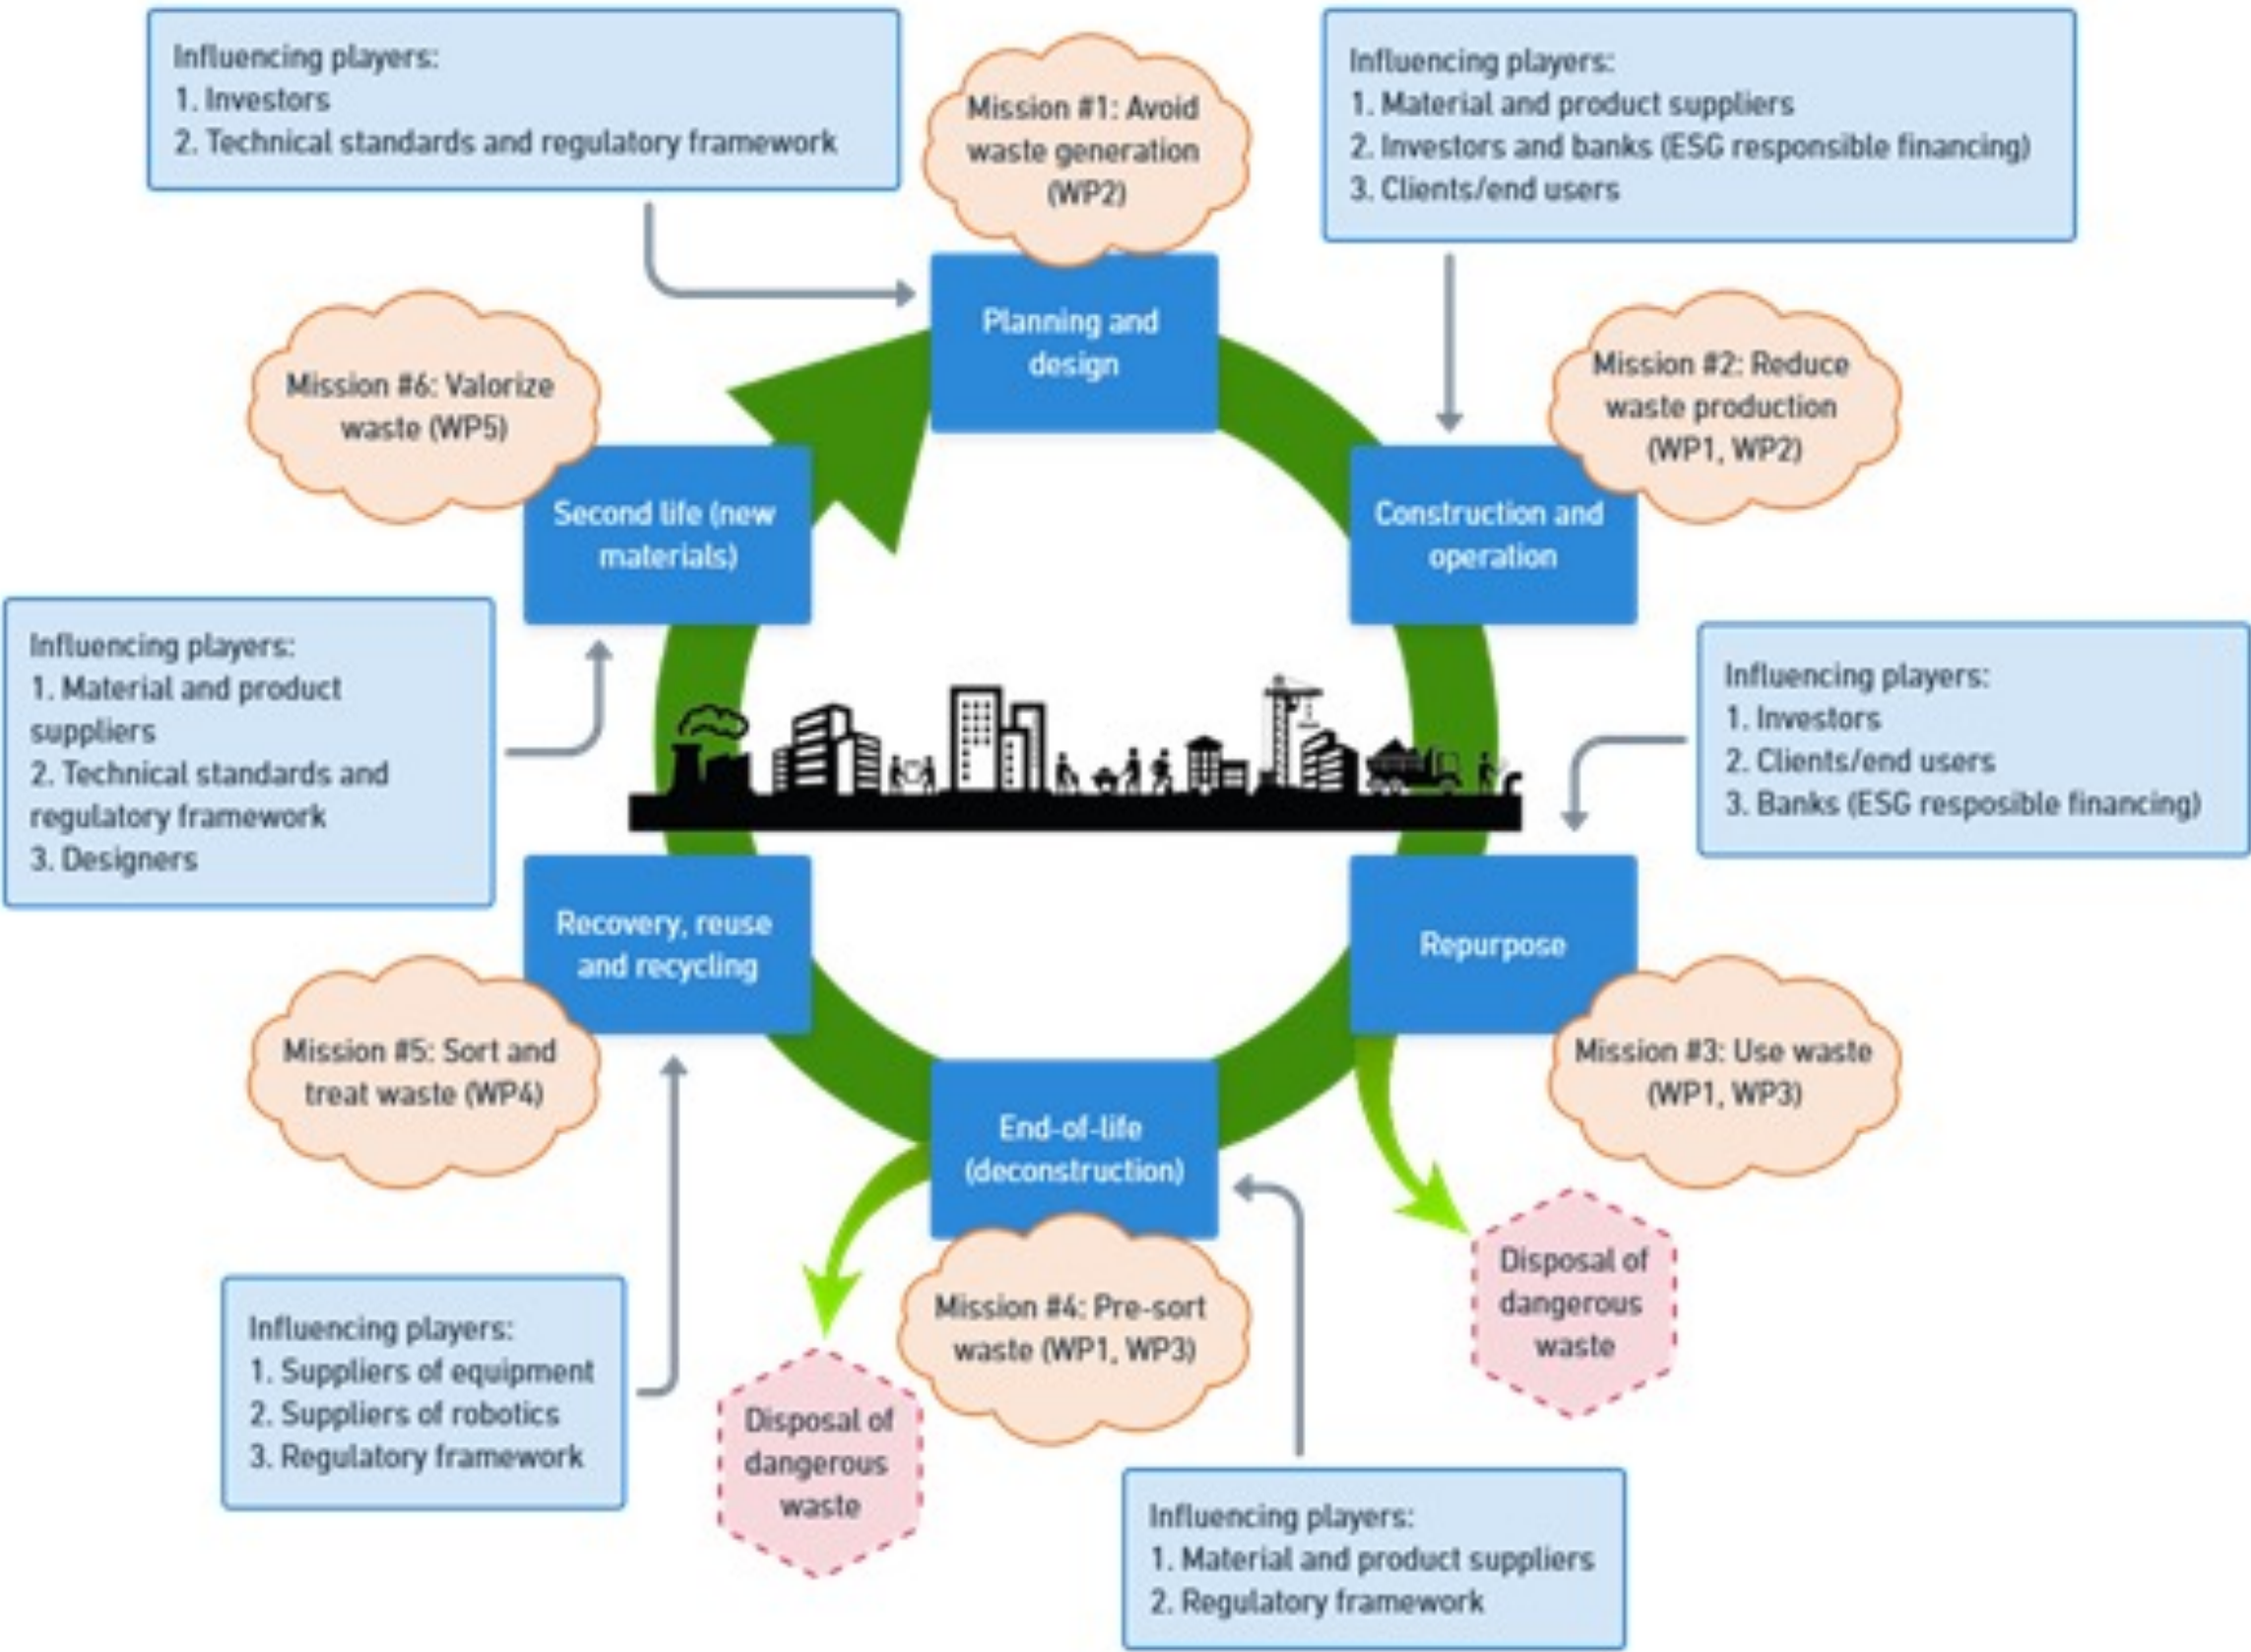 Influencing players:
1. Investors
2. Technical standards and regulatory framework
Mission #1: Avoid
waste generation
(WP2)
Influencing players:
1. Material and product suppliers
2. Investors and banks (ESG responsible financing)
3. Clients/end users
Planning and
design
Mission #6: Valorize
waste (WP5)
Mission #2: Reduce
waste production
(WP1, WP2)
Second life (new
materials)
Construction and
operation
Influencing players:
1. Material and product
suppliers
2. Technical standards and
regulatory framework
3. Designers
Influencing players:
1. Investors
2. Clients/end users
3. Banks (ESG resposible financing)
Recovery, reuse
and recycling
Repurpose
Mission #5: Sort and
treat waste (WP4)
Mission #3: Use waste
(WP1, WP3)
End-of-life
(deconstruction)
Mission #4: Pre-sort
waste (WP1, WP3)
Disposal of
dangerous
waste
Influencing players:
1. Suppliers of equipment
2. Suppliers of robotics
3. Regulatory framework
Disposal of
dangerous
waste
Influencing players:
1. Material and product suppliers
2. Regulatory framework